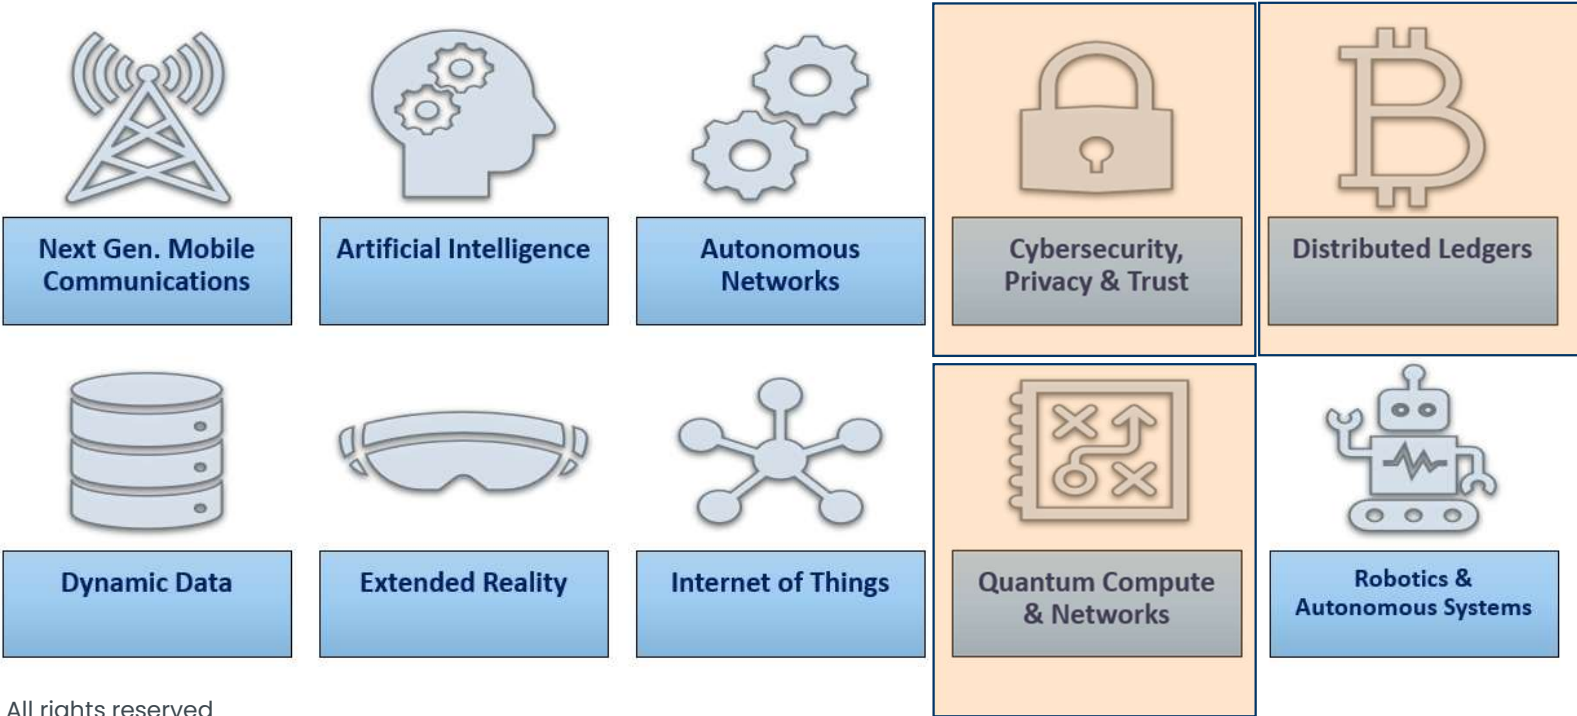 Next Gen. Mobile
Communications
Artificial Intelligence
Autonomous
Networks
Cybersecurity,
Privacy & Trust
Distributed Ledgers
Dynamic Data
Extended Reality
Internet of Things
Quantum Compute
& Networks
Robotics &
Autonomous Systems
All rights reserved